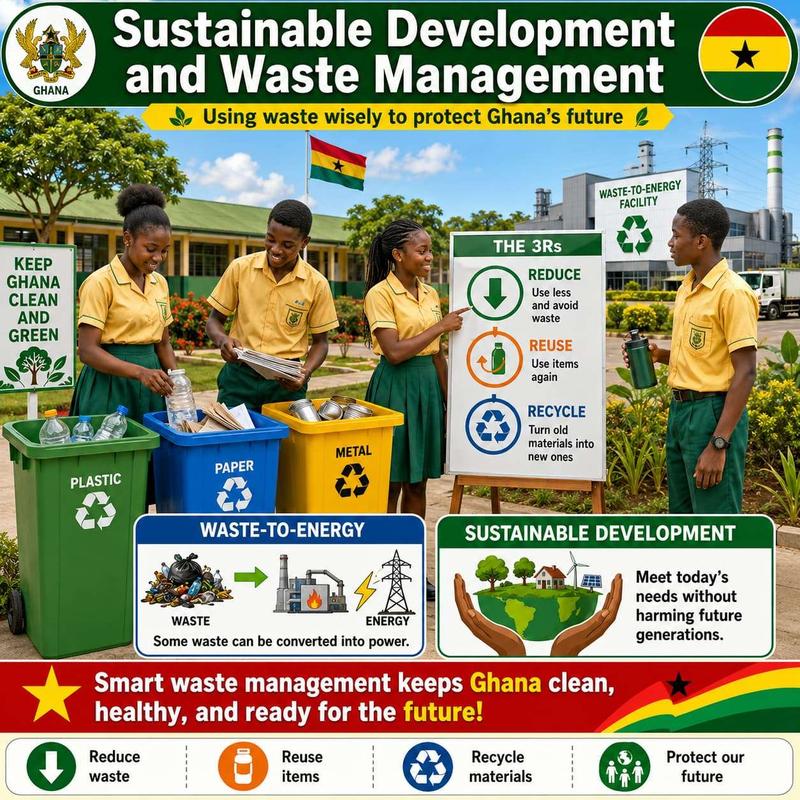 Sustainable Development
and Waste Management
GHANA
Using waste wisely to protect Ghana's future
WASTE-TO-ENERGY
FACILITY
KEEP
GHANA
CLEAN
AND
GREEN
THE 3Rs
REDUCE
Use less
and avoid
waste
REUSE
Use items
again
RECYCLE
Turn old
materials into
new ones
PLASTIC
PAPER
METAL
WASTE-TO-ENERGY
WASTE
ENERGY
Some waste can be converted into power.
SUSTAINABLE DEVELOPMENT
Meet today's
needs without
harming future
generations.
Smart waste management keeps Ghana clean,
healthy, and ready for the future!
Reduce
waste
Reuse
items
Recycle
materials
Protect our
future